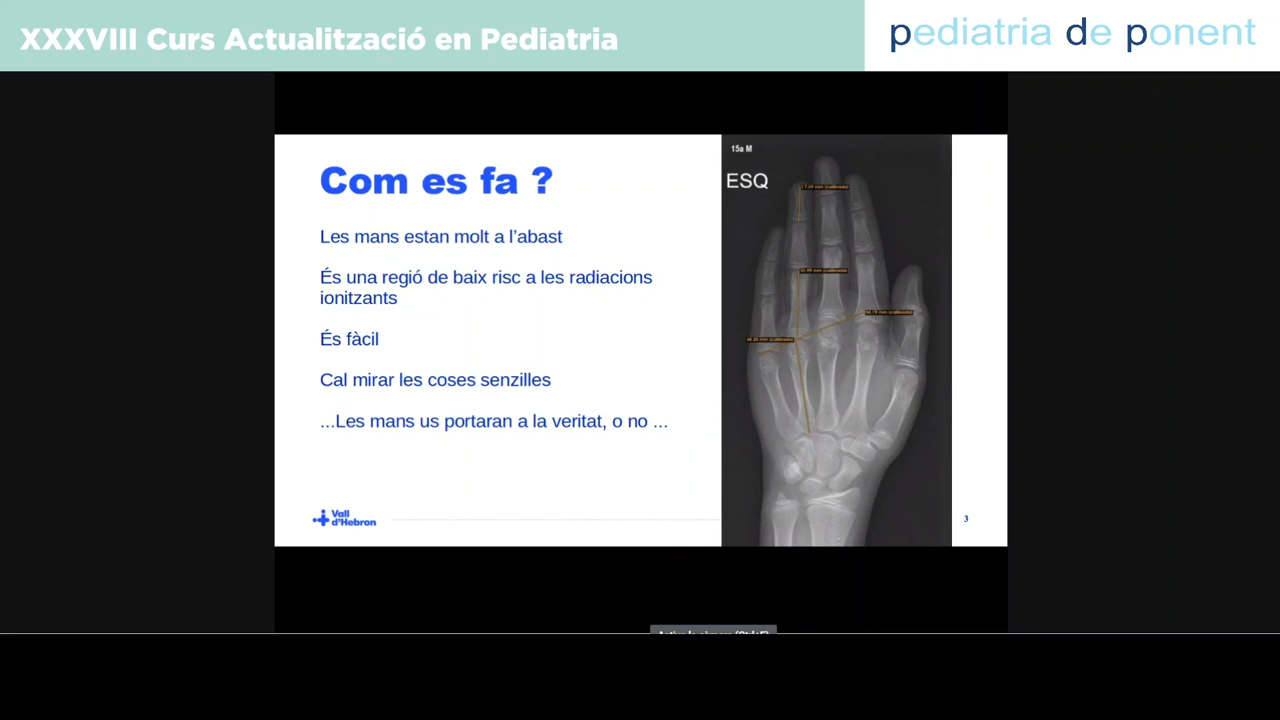 XXXVIII Curs Actualització en Pediatria
pediatria de ponent
Com es fa ?
Les mans estan molt a l’abast
És una regió de baix risc a les radiacions
ionitzants
És fàcil
Cal mirar les coses senzilles
...Les mans us portaran a la veritat, o no ...
Vall
d'Hebron
15a M
ESQ
3